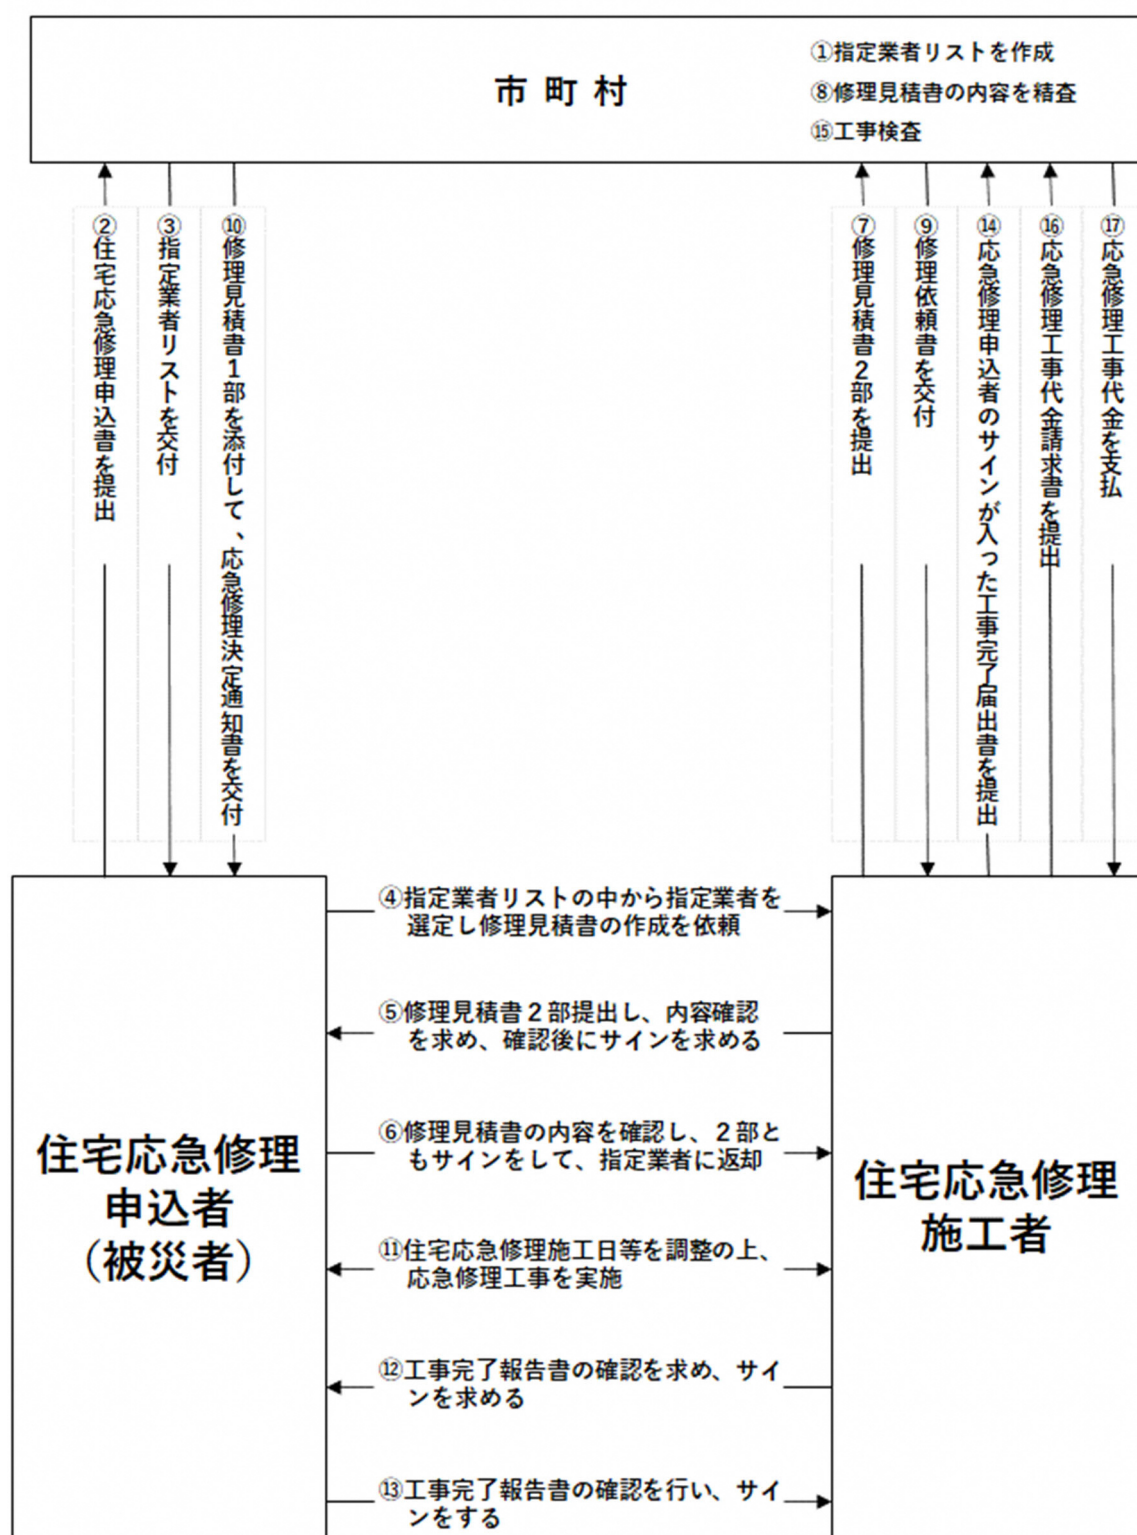 市 町 村
①指定業者リストを作成
⑧修理見積書の内容を精査
⑮工事検査
②住宅応急修理申込書を提出
③指定業者リストを交付
⑩修理見積書1部を添付して、応急修理決定通知書を交付
⑦修理見積書2部を提出
⑨修理依頼書を交付
⑭応急修理申込者のサインが入った工事完了届出書を提出
⑯応急修理工事代金請求書を提出
⑰応急修理工事代金を支払
④指定業者リストの中から指定業者を
選定し修理見積書の作成を依頼
⑤修理見積書2部提出し、内容確認
を求め、確認後にサインを求める
⑥修理見積書の内容を確認し、2部と
もサインをして、指定業者に返却
⑪住宅応急修理施工日等を調整の上、
応急修理工事を実施
⑫工事完了報告書の確認を求め、サイ
ンを求める
⑬工事完了報告書の確認を行い、サイ
ンをする
住宅応急修理
申込者
（被災者）
住宅応急修理
施工者